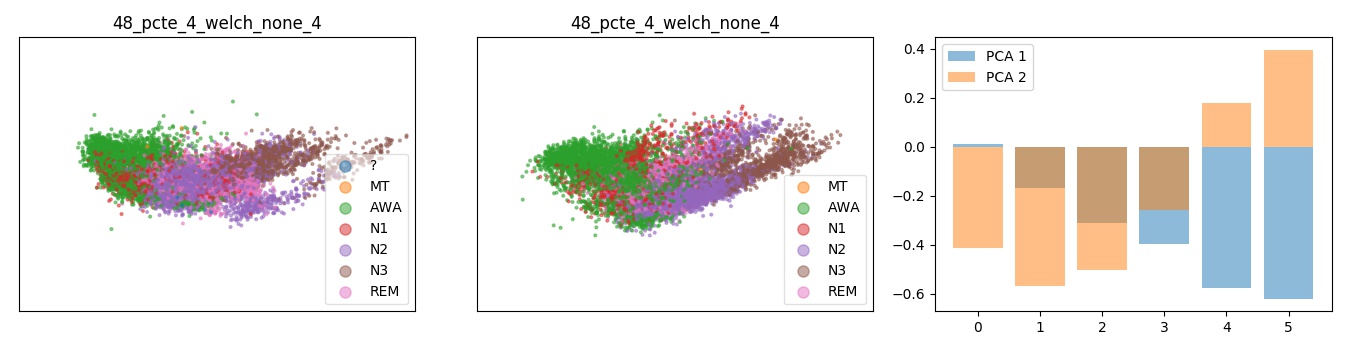 48_pcte_4_welch_none_4
?
MT
AWA
N1
N2
N3
REM
48_pcte_4_welch_none_4
MT
AWA
N1
N2
N3
REM
PCA 1
PCA 2
0.4
0.2
0.0
−0.2
−0.4
−0.6
0 1 2 3 4 5